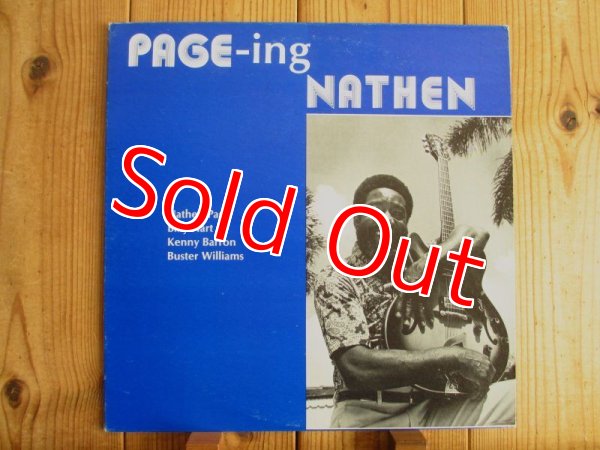 PAGE-ing
NATHEN
Sold Out
Kenny Barron
Buster Williams